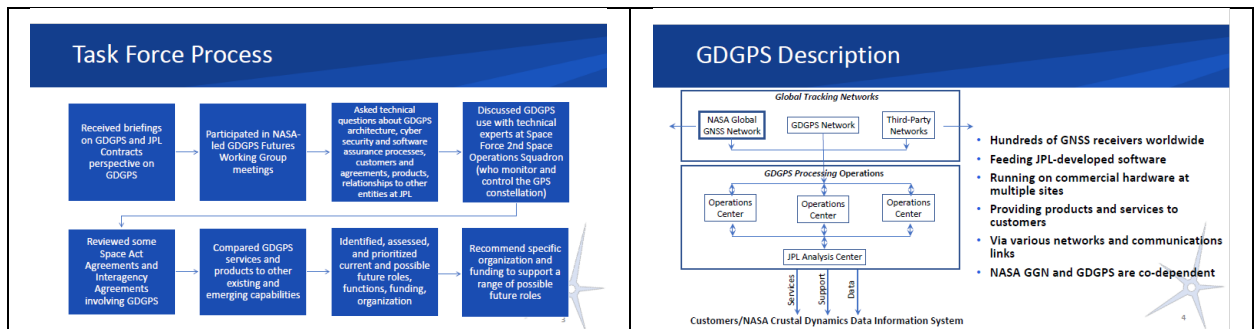 Task Force Process
Received briefings
on GDGPS and JPL
Contracts
perspective on
GDGPS
Participated in NASA-
led GDGPS Futures
Working Group
meetings
Asked technical
questions about GDGPS
architecture, cyber
security and software
assurance processes,
customers and
agreements, products,
relationships to other
entities at JPL
Discussed GDGPS
use with technical
experts at Space
Force 2nd Space
Operations Squadron
(who monitor and
control the GPS
constellation)
Reviewed some
Space Act
Agreements and
Interagency
Agreements
involving GDGPS
Compared GDGPS
services and
products to other
existing and
emerging capabilities
Identified, assessed,
and prioritized
current and possible
future roles,
functions, funding,
organization
Recommend specific
organization and
funding to support a
range of possible
future roles
3
GDGPS Description
Global Tracking Networks
NASA Global
GNSS Network
GDGPS Network
Third-Party
Networks
GDGPS Processing Operations
Operations
Center
Operations
Center
Operations
Center
JPL Analysis Center
Services
Support
Data
Customers/NASA Crustal Dynamics Data Information System
• Hundreds of GNSS receivers worldwide
• Feeding JPL-developed software
• Running on commercial hardware at
multiple sites
• Providing products and services to
customers
• Via various networks and communications
links
• NASA GGN and GDGPS are co-dependent
4